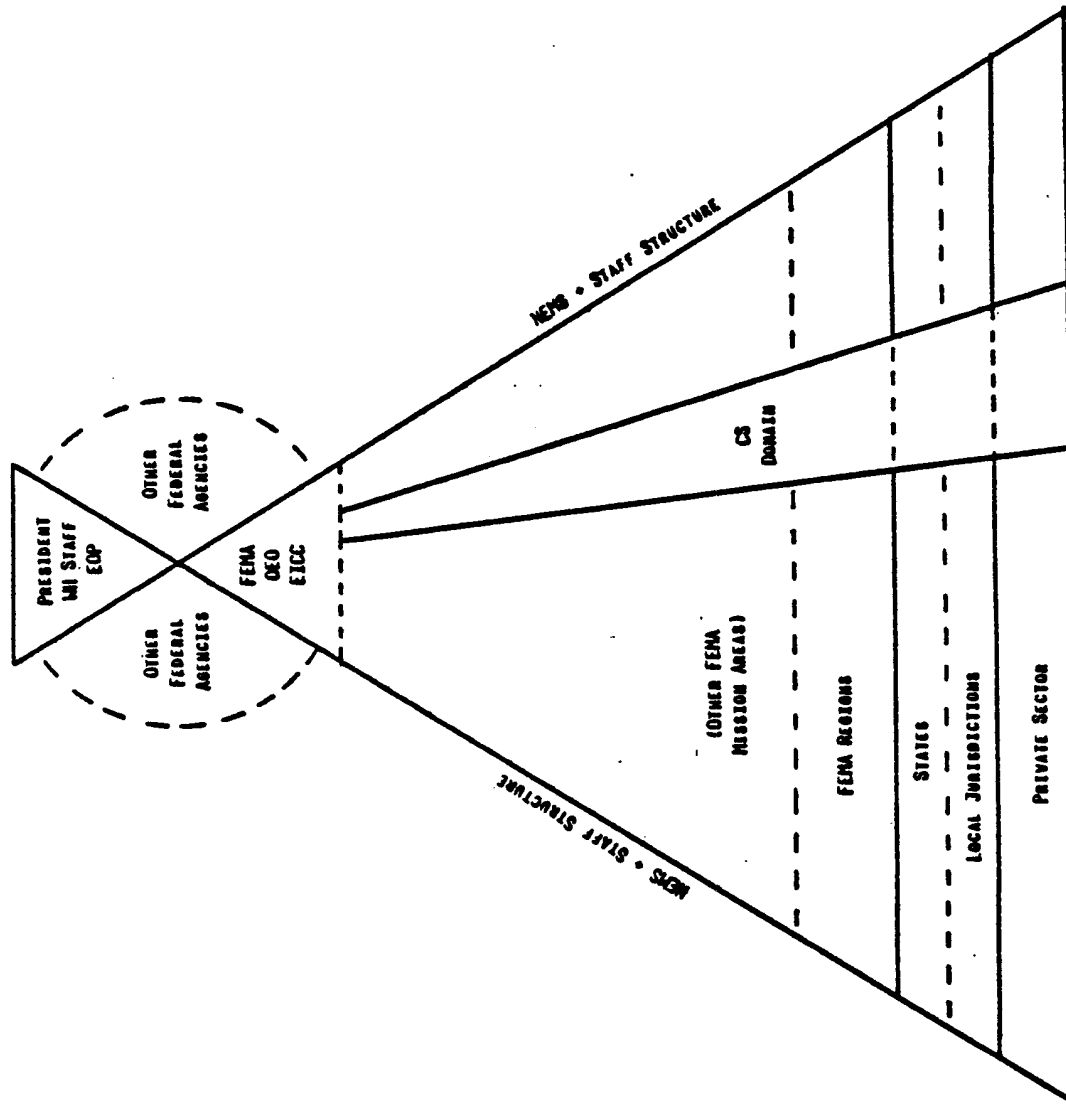 PRESIDENT
WH STAFF
EOP
OTHER
FEDERAL
AGENCIES
OTHER
FEDERAL
AGENCIES
FEMA
OEO
EICC
NEMS + STAFF STRUCTURE
NEMS + STAFF STRUCTURE
CS
DOMAIN
(OTHER FEMA
MISSION AREAS)
FEMA REGIONS
STATES
LOCAL JURISDICTIONS
PRIVATE SECTOR